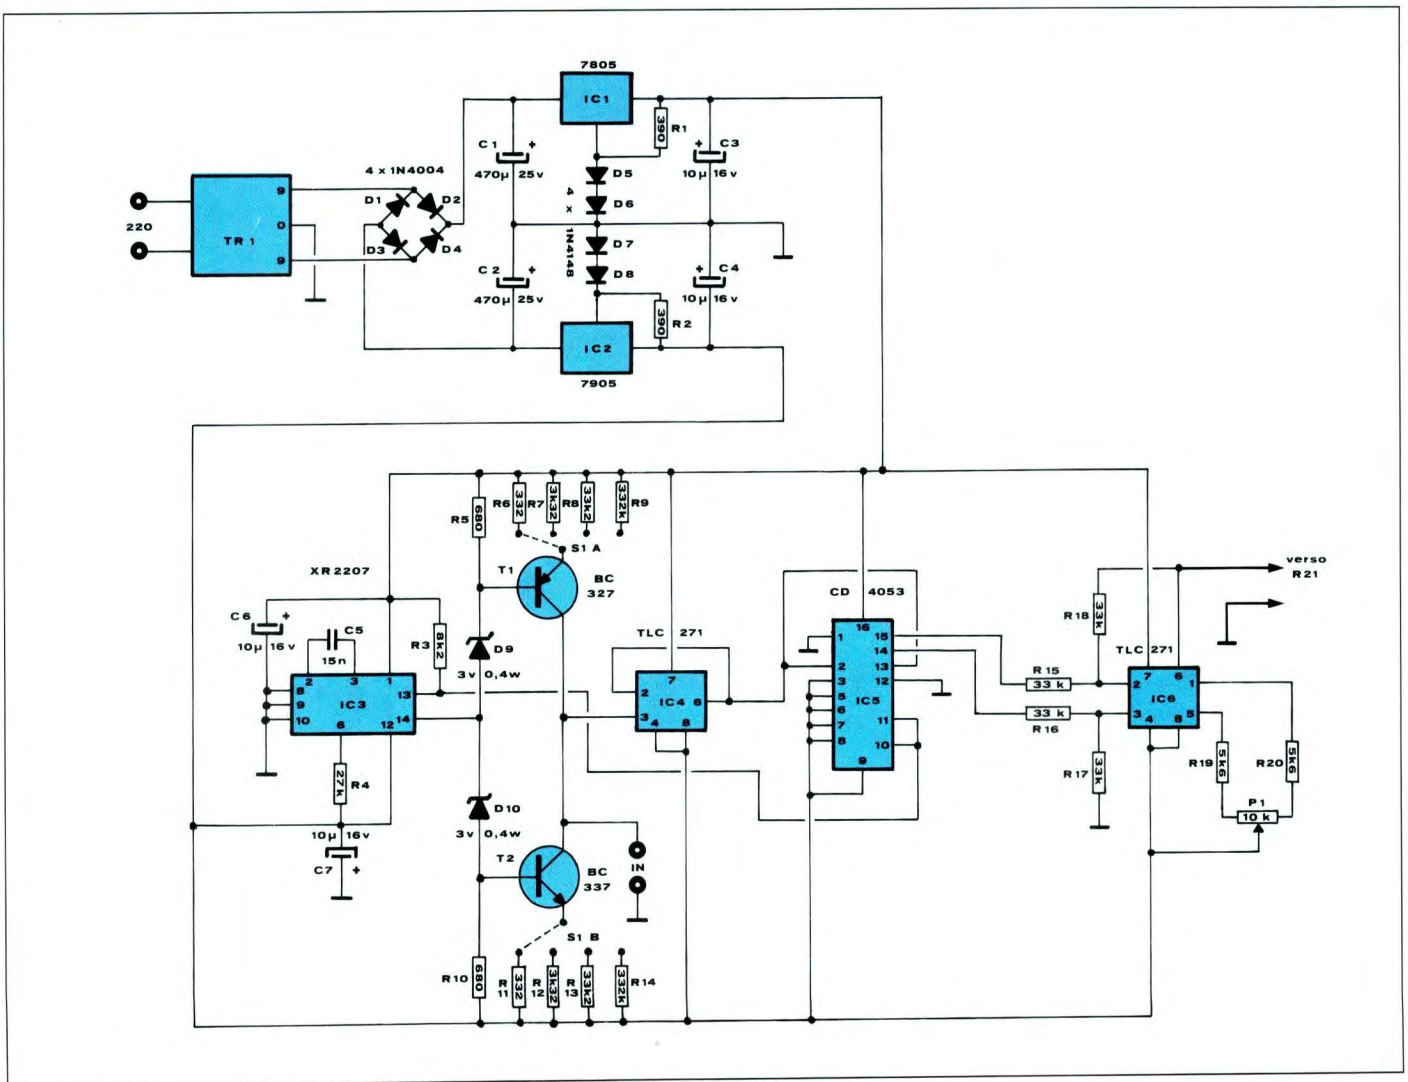 7805
IC1
390
R1
C1 +
470µ 25v
+ C3
10µ 16v
4 x 1N4004
D1
D2
D3
D4
220
TR 1
9
0
9
D5
D6
4 x 1N4148
D7
D8
C2 +
470µ 25v
+ C4
10µ 16v
390
R2
IC2
7905
R5
680
R6
332
R7
3k32
R8
33k2
332k
R9
S1 A
T1
BC
327
XR2207
C6 +
10µ 16v
C5
15n
R3
8k2
D9
3v 0,4w
2
3
1
8
9
10
13
14
IC3
6
12
27k
R4
10µ 16v
C7 +
D10
3v 0,4w
T2
BC
337
IN
S1 B
R10
680
R
11
332
R
12
3k32
R
13
33k2
332k
R14
TLC 271
7
2
IC4
6
3
4
8
CD 4053
16
1
15
14
2
13
3
12
5
IC5
6
11
7
10
8
9
R18
33k
verso
R21
TLC 271
R15
33 k
33 k
R16
R17
33k
7
6
2
1
IC6
3
5
4
8
R19
5k6
R20
5k6
P1
10 k